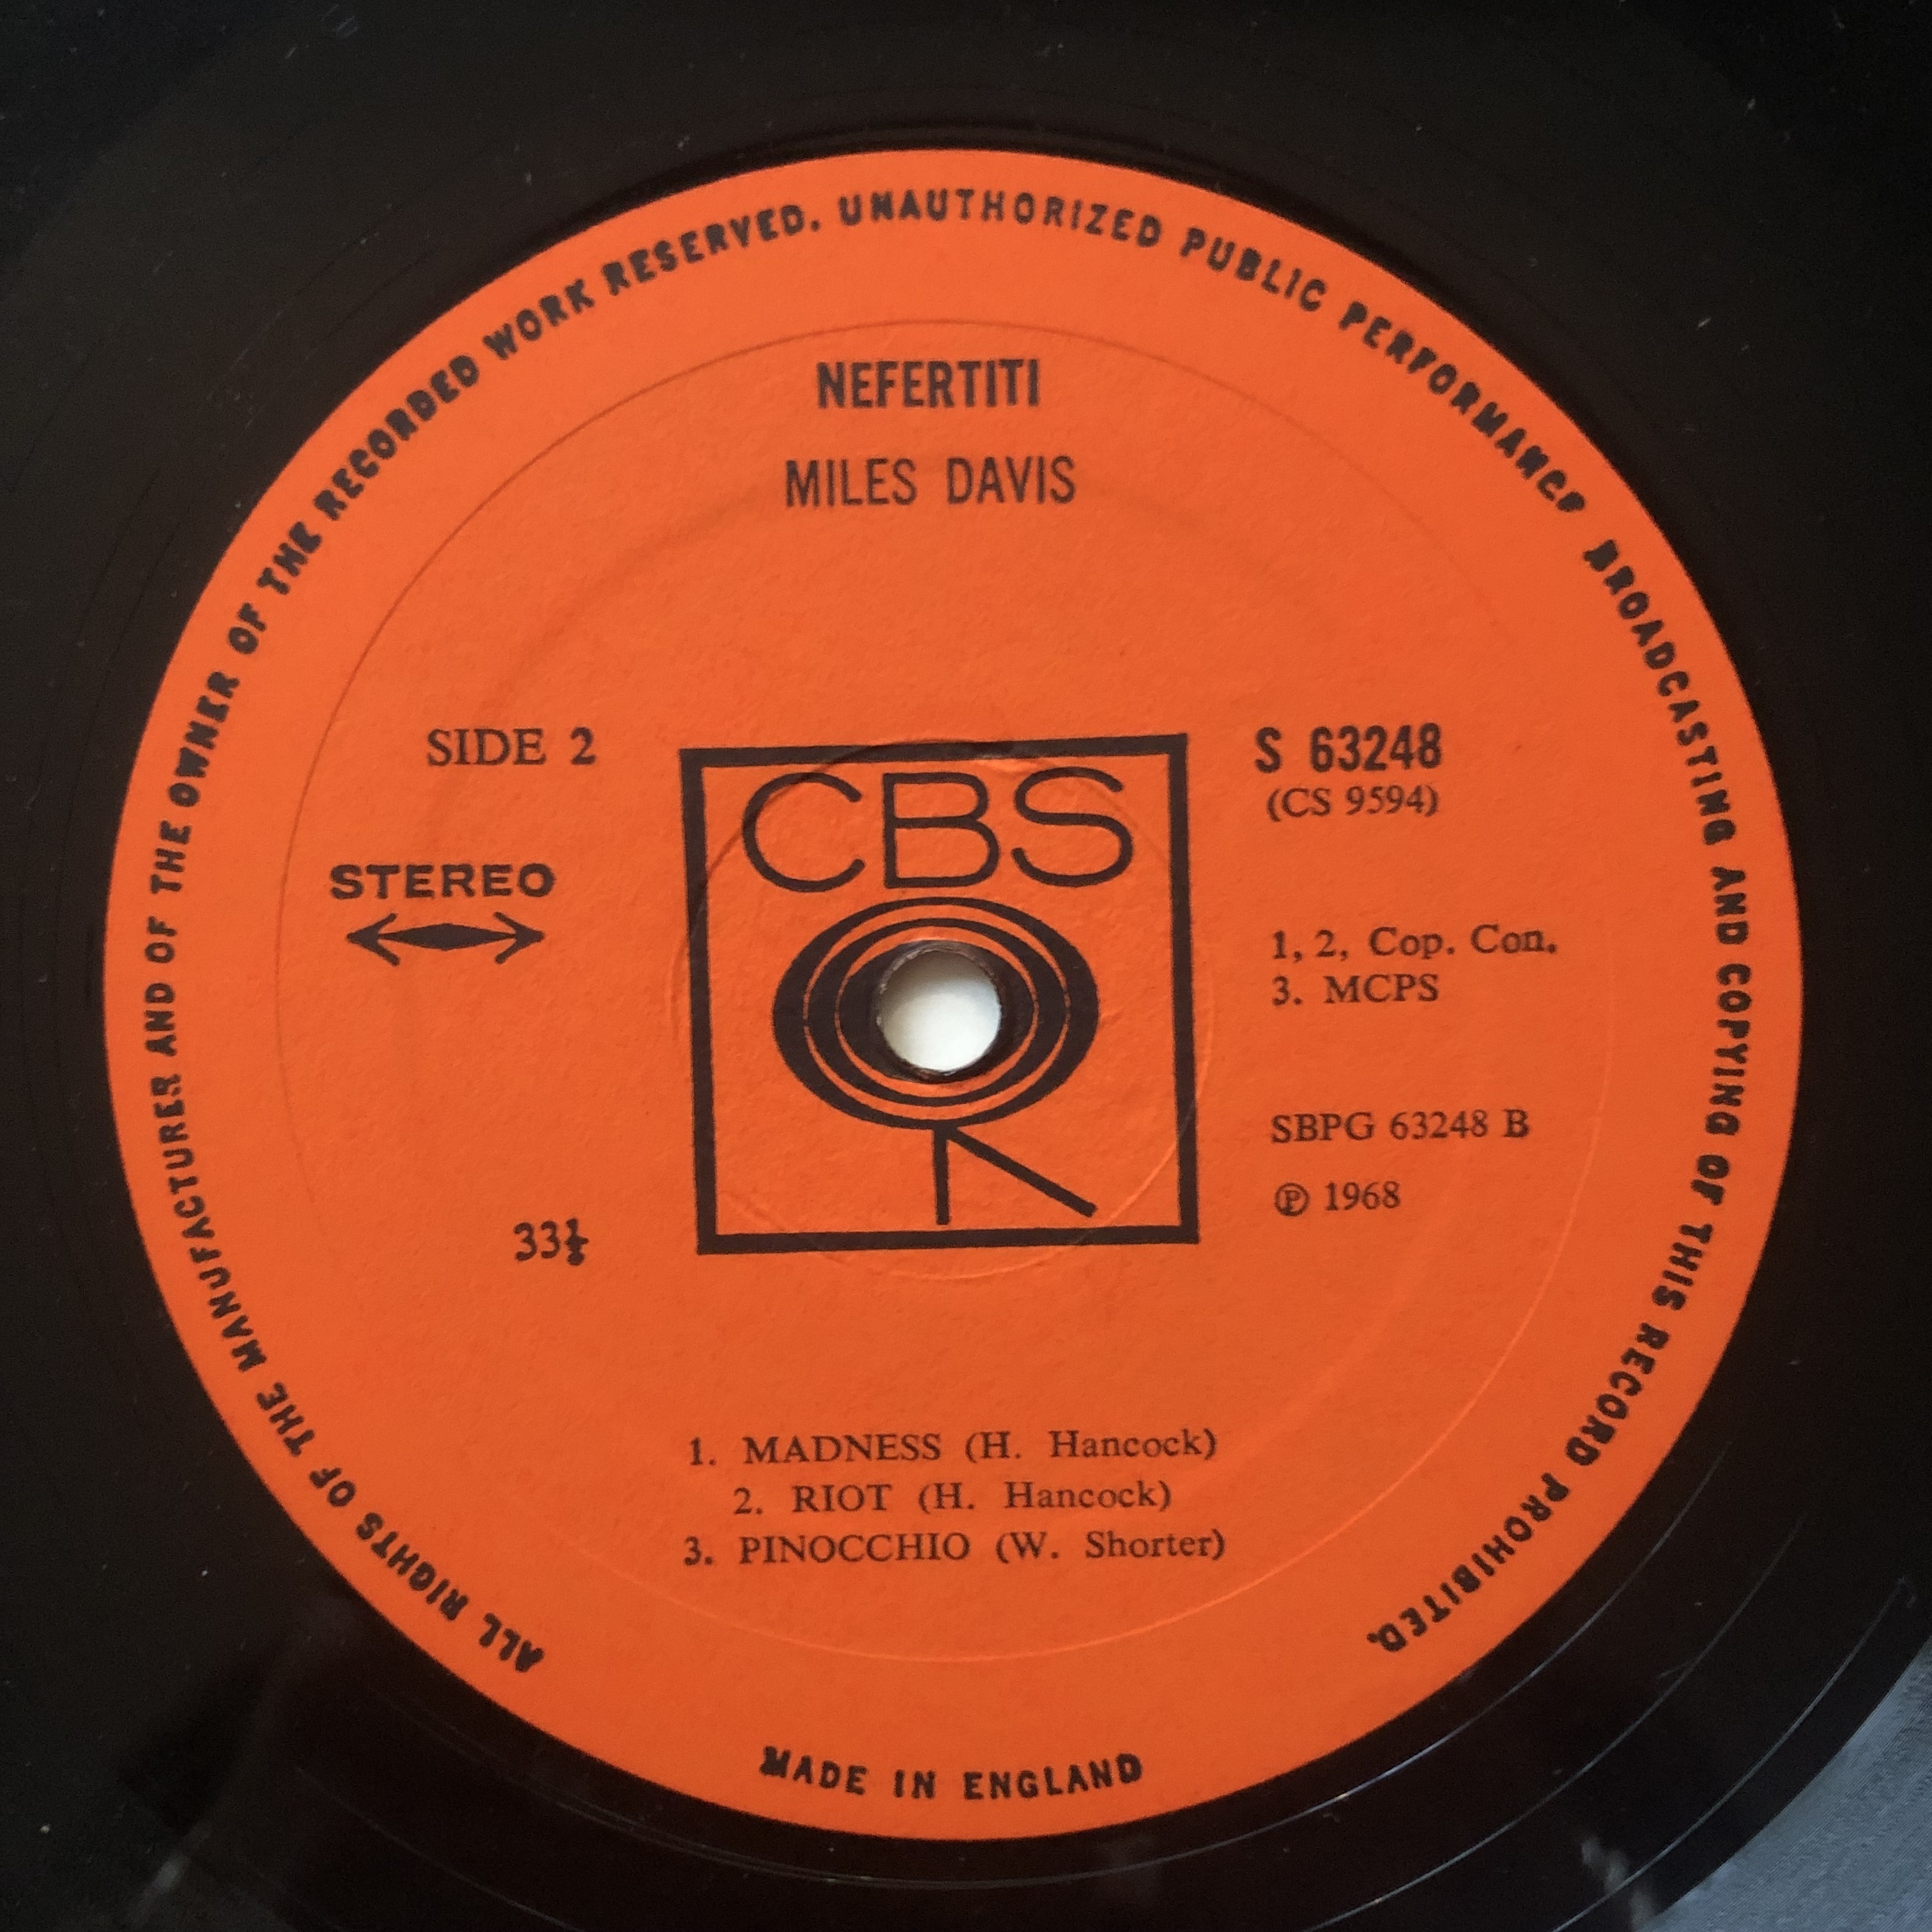 ALL RIGHTS OF THE MANUFACTURER AND OF THE OWNER OF THE RECORDED WORK RESERVED. UNAUTHORIZED PUBLIC PERFORMANCE BROADCASTING AND COPYING OF THIS RECORD PROHIBITED.
NEFERTITI
MILES DAVIS
SIDE 2
STEREO
33⅓
CBS
S 63248
(CS 9594)
1, 2, Cop. Con.
3. MCPS
SBPG 63248 B
℗ 1968
1. MADNESS (H. Hancock)
2. RIOT (H. Hancock)
3. PINOCCHIO (W. Shorter)
MADE IN ENGLAND